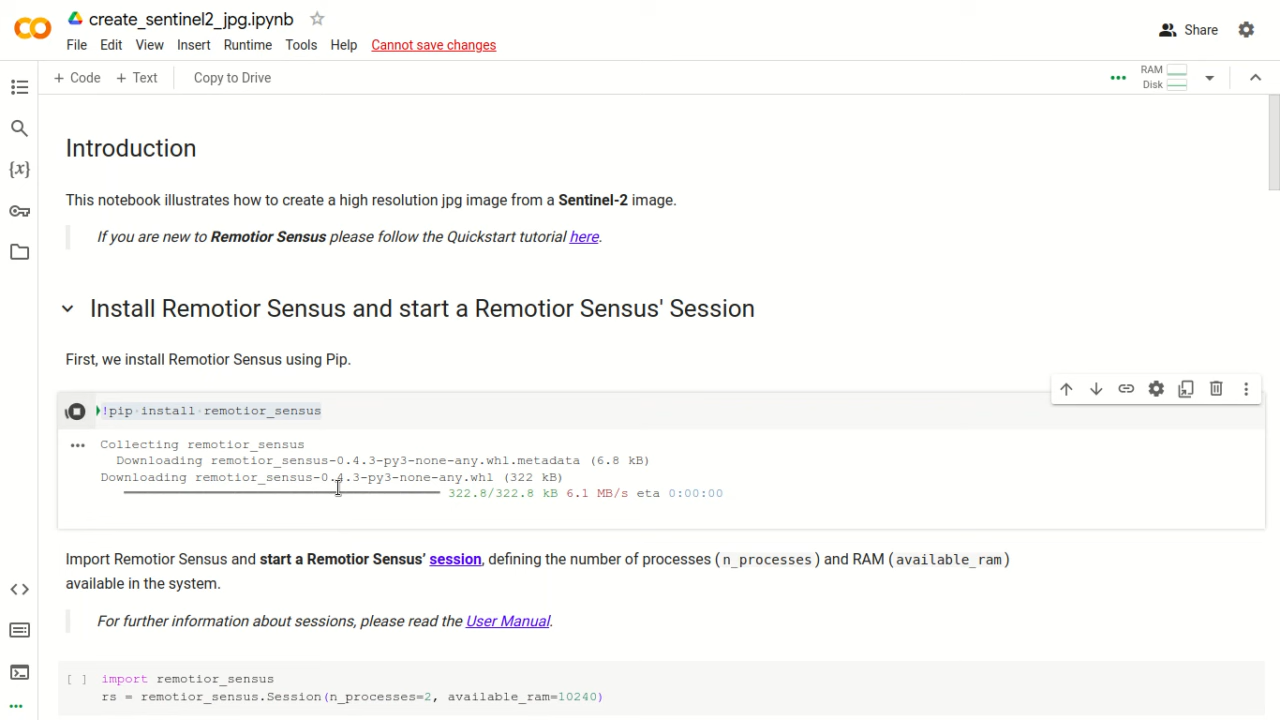 create_sentinel2_jpg.ipynb
File Edit View Insert Runtime Tools Help Cannot save changes
Share
+ Code + Text Copy to Drive
RAM
Disk
{x}
Introduction
This notebook illustrates how to create a high resolution jpg image from a Sentinel-2 image.
If you are new to Remotior Sensus please follow the Quickstart tutorial here.
Install Remotior Sensus and start a Remotior Sensus' Session
First, we install Remotior Sensus using Pip.
!pip install remotior_sensus
Collecting remotior_sensus
Downloading remotior_sensus-0.4.3-py3-none-any.whl.metadata (6.8 kB)
Downloading remotior_sensus-0.4.3-py3-none-any.whl (322 kB)
322.8/322.8 kB 6.1 MB/s eta 0:00:00
Import Remotior Sensus and start a Remotior Sensus’ session, defining the number of processes (n_processes) and RAM (available_ram)
available in the system.
For further information about sessions, please read the User Manual.
[ ] import remotior_sensus
rs = remotior_sensus.Session(n_processes=2, available_ram=10240)